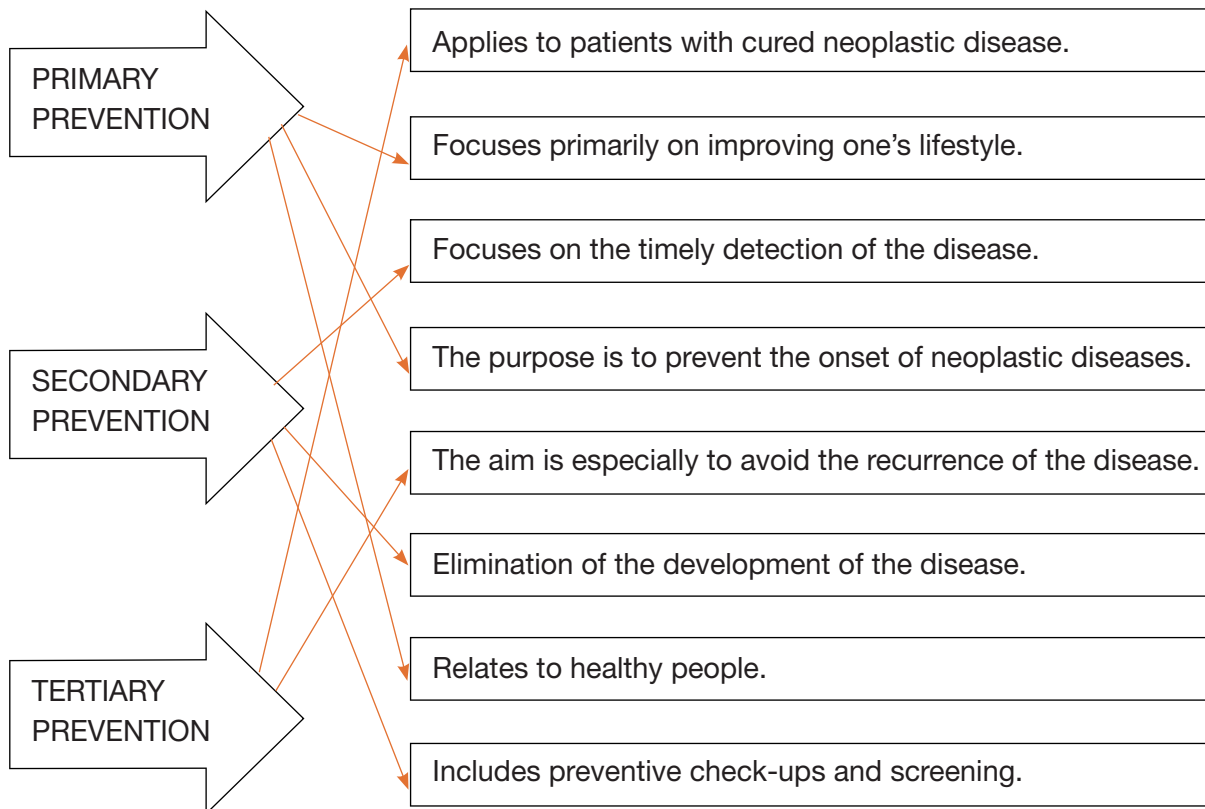 PRIMARY
PREVENTION
SECONDARY
PREVENTION
TERTIARY
PREVENTION
Applies to patients with cured neoplastic disease.
Focuses primarily on improving one’s lifestyle.
Focuses on the timely detection of the disease.
The purpose is to prevent the onset of neoplastic diseases.
The aim is especially to avoid the recurrence of the disease.
Elimination of the development of the disease.
Relates to healthy people.
Includes preventive check-ups and screening.